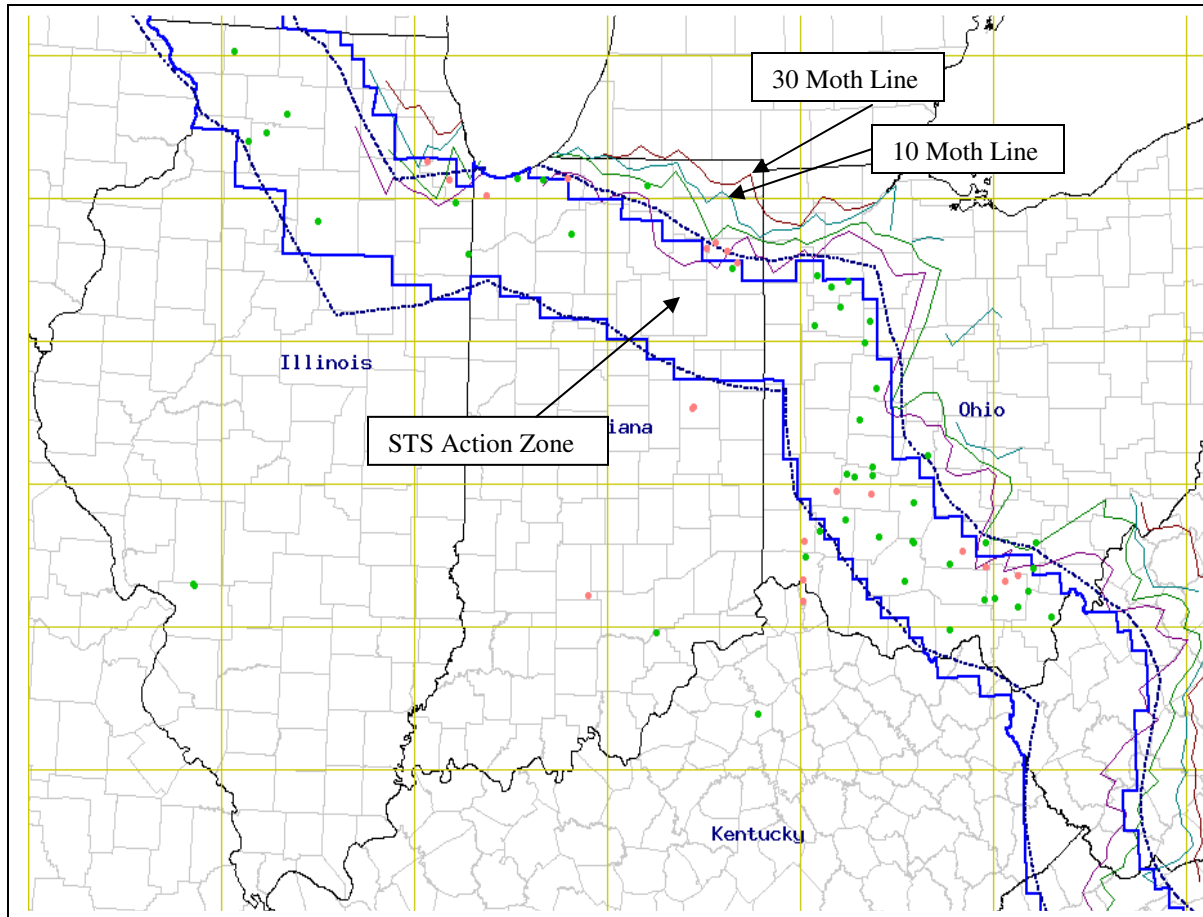 30 Moth Line
10 Moth Line
Illinois
STS Action Zone
iana
Ohio
Kentucky